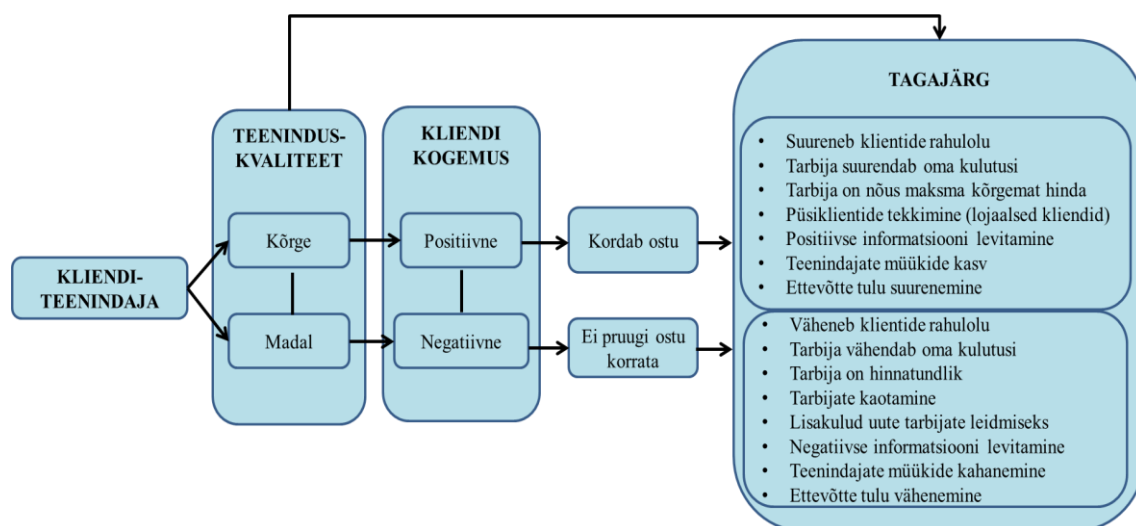 KLIENDI-
TEENINDAJA
TEENINDUS-
KVALITEET
Kõrge
Madal
KLIENDI
KOGEMUS
Positiivne
Negatiivne
Kordab ostu
Ei pruugi ostu
korrata
TAGAJÄRG
• Suureneb klientide rahulolu
• Tarbija suurendab oma kulutusi
• Tarbija on nõus maksma kõrgemat hinda
• Püsiklientide tekkimine (lojaalsed kliendid)
• Positiivse informatsiooni levitamine
• Teenindajate müükide kasv
• Ettevõtte tulu suurenemine
• Väheneb klientide rahulolu
• Tarbija vähendab oma kulutusi
• Tarbija on hinnatundlik
• Tarbijate kaotamine
• Lisakulud uute tarbijate leidmiseks
• Negatiivse informatsiooni levitamine
• Teenindajate müükide kahanemine
• Ettevõtte tulu vähenemine